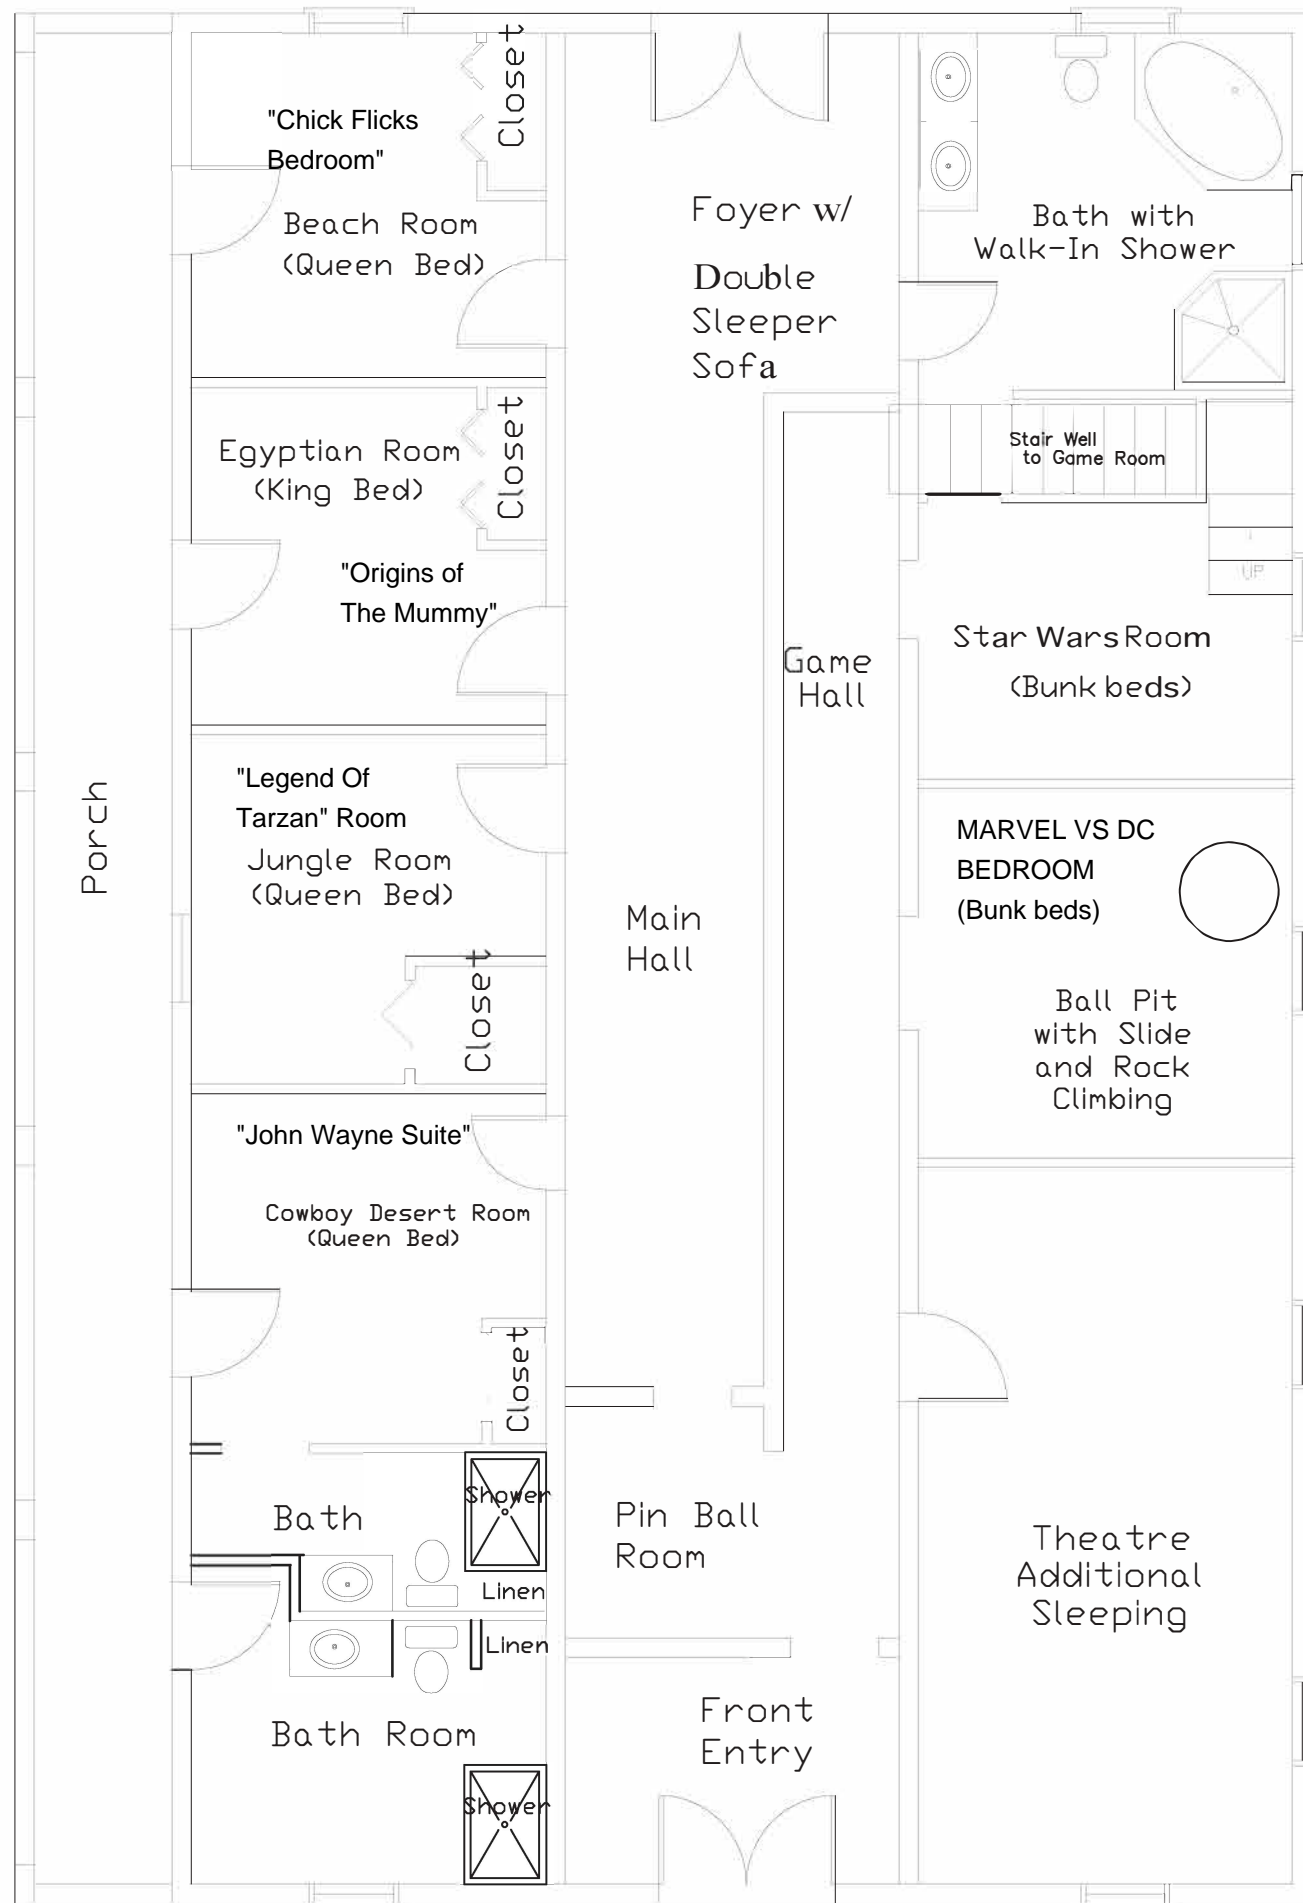 "Chick Flicks
Bedroom"
Beach Room
(Queen Bed)
Closet
Foyer w/
Double
Sleeper
Sofa
Bath with
Walk-In Shower
Egyptian Room
(King Bed)
Closet
"Origins of
The Mummy"
Stair Well
to Game Room
UP
Star Wars Room
(Bunk beds)
Game
Hall
Porch
"Legend Of
Tarzan" Room
Jungle Room
(Queen Bed)
Closet
Main
Hall
MARVEL VS DC
BEDROOM
(Bunk beds)
Ball Pit
with Slide
and Rock
Climbing
"John Wayne Suite"
Cowboy Desert Room
(Queen Bed)
Closet
Bath
Shower
Linen
Pin Ball
Room
Theatre
Additional
Sleeping
Linen
Bath Room
Shower
Front
Entry